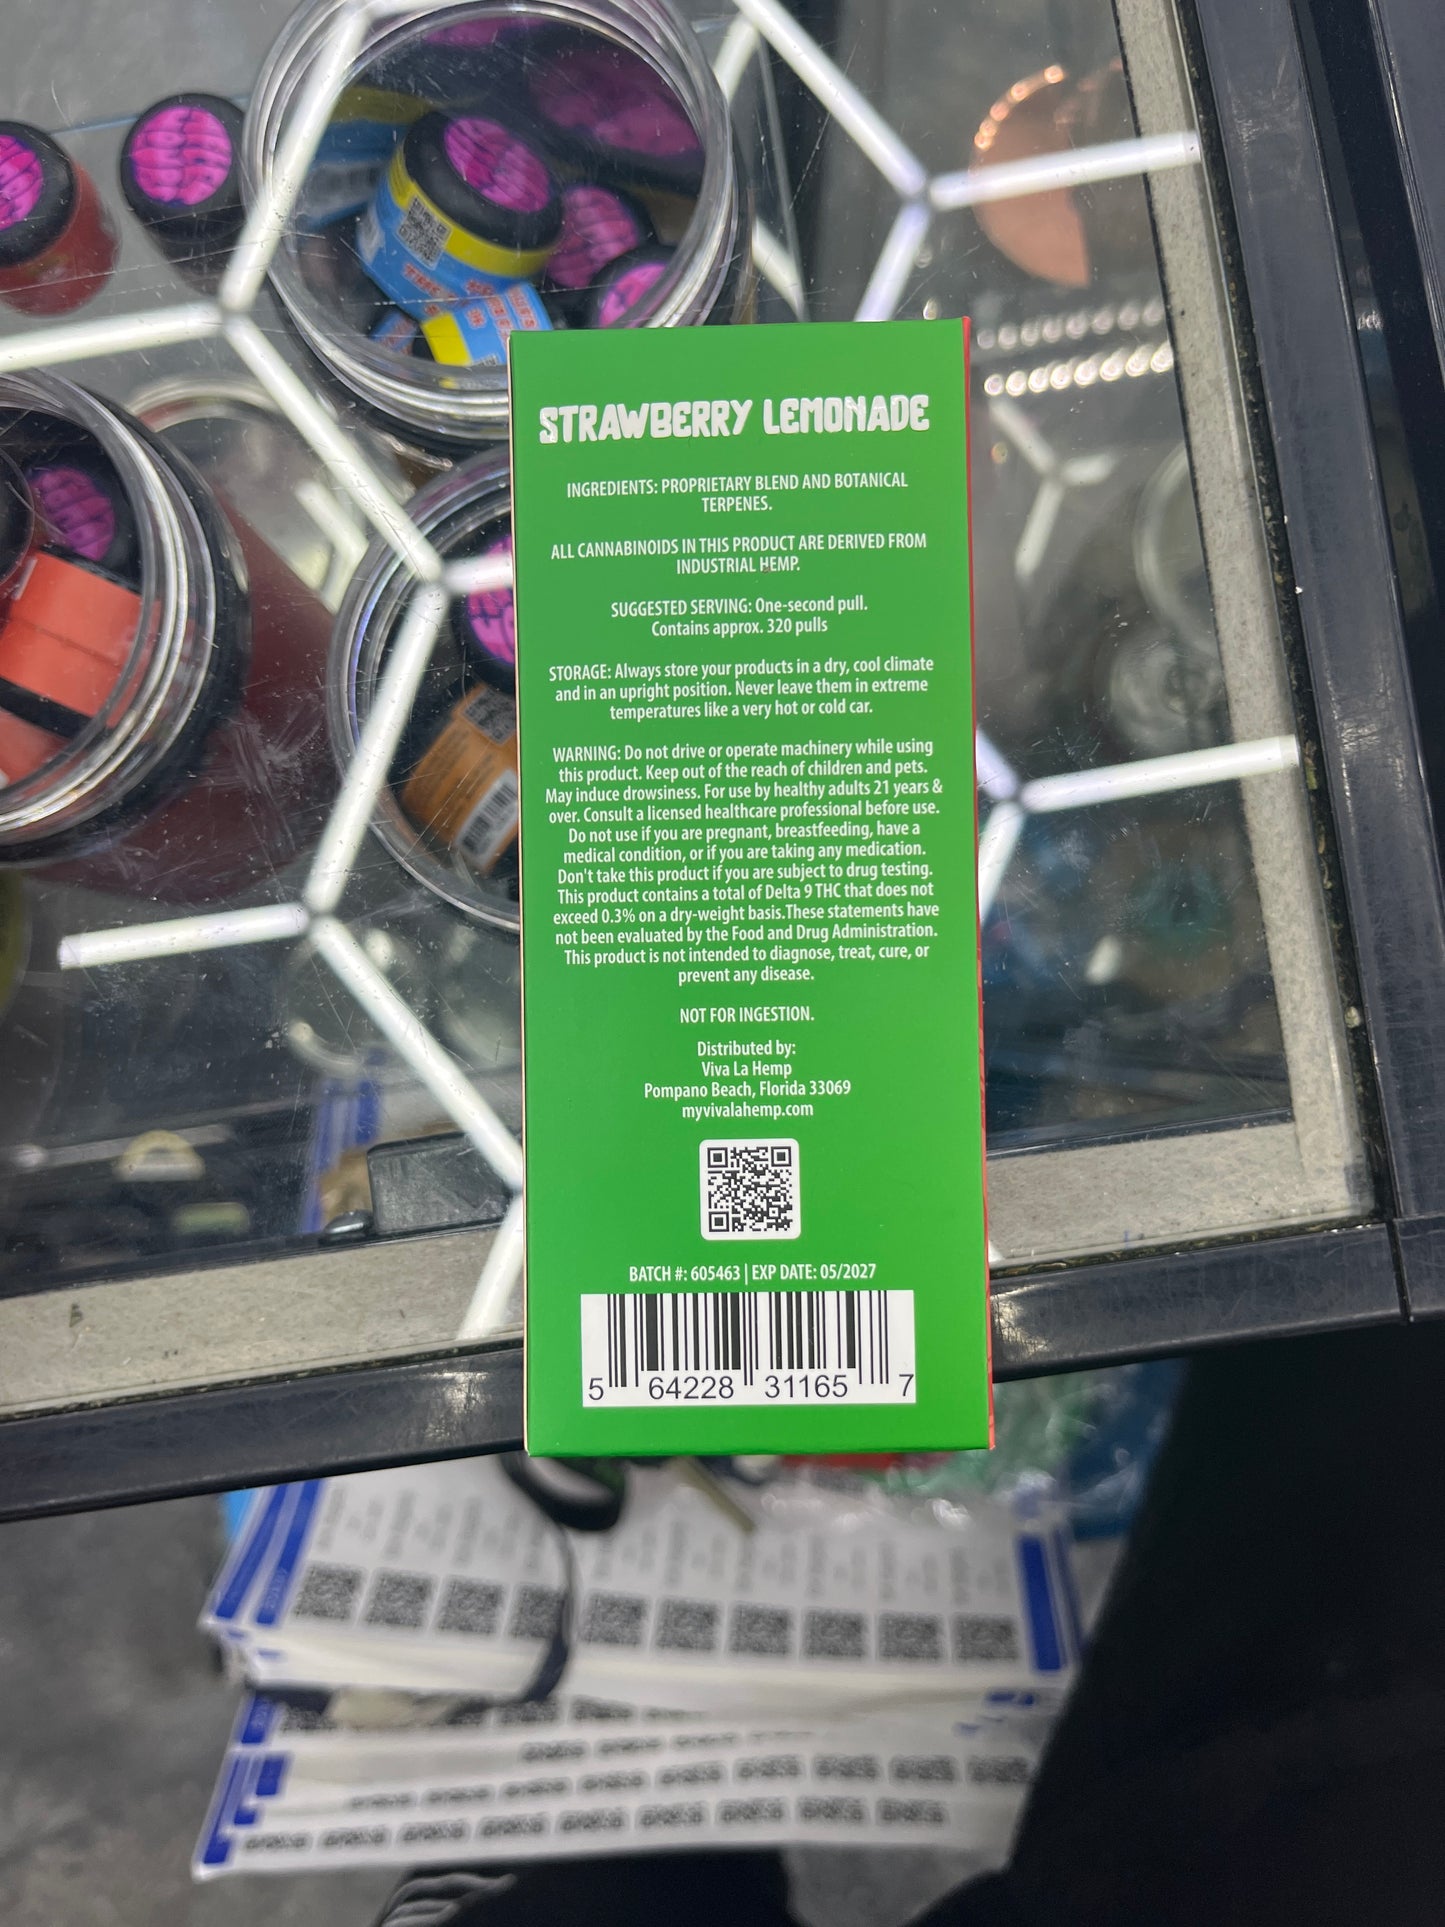 STRAWBERRY LEMONADE
INGREDIENTS: PROPRIETARY BLEND AND BOTANICAL
TERPENES.
ALL CANNABINOIDS IN THIS PRODUCT ARE DERIVED FROM
INDUSTRIAL HEMP.
SUGGESTED SERVING: One-second pull.
Contains approx. 320 pulls
STORAGE: Always store your products in a dry, cool climate
and in an upright position. Never leave them in extreme
temperatures like a very hot or cold car.
WARNING: Do not drive or operate machinery while using
this product. Keep out of the reach of children and pets.
May induce drowsiness. For use by healthy adults 21 years &
over. Consult a licensed healthcare professional before use.
Do not use if you are pregnant, breastfeeding, have a
medical condition, or if you are taking any medication.
Don't take this product if you are subject to drug testing.
This product contains a total of Delta 9 THC that does not
exceed 0.3% on a dry-weight basis.These statements have
not been evaluated by the Food and Drug Administration.
This product is not intended to diagnose, treat, cure, or
prevent any disease.
NOT FOR INGESTION.
Distributed by:
Viva La Hemp
Pompano Beach, Florida 33069
myvivalahemp.com
BATCH #: 605463 | EXP DATE: 05/2027
5 64228 31165 7